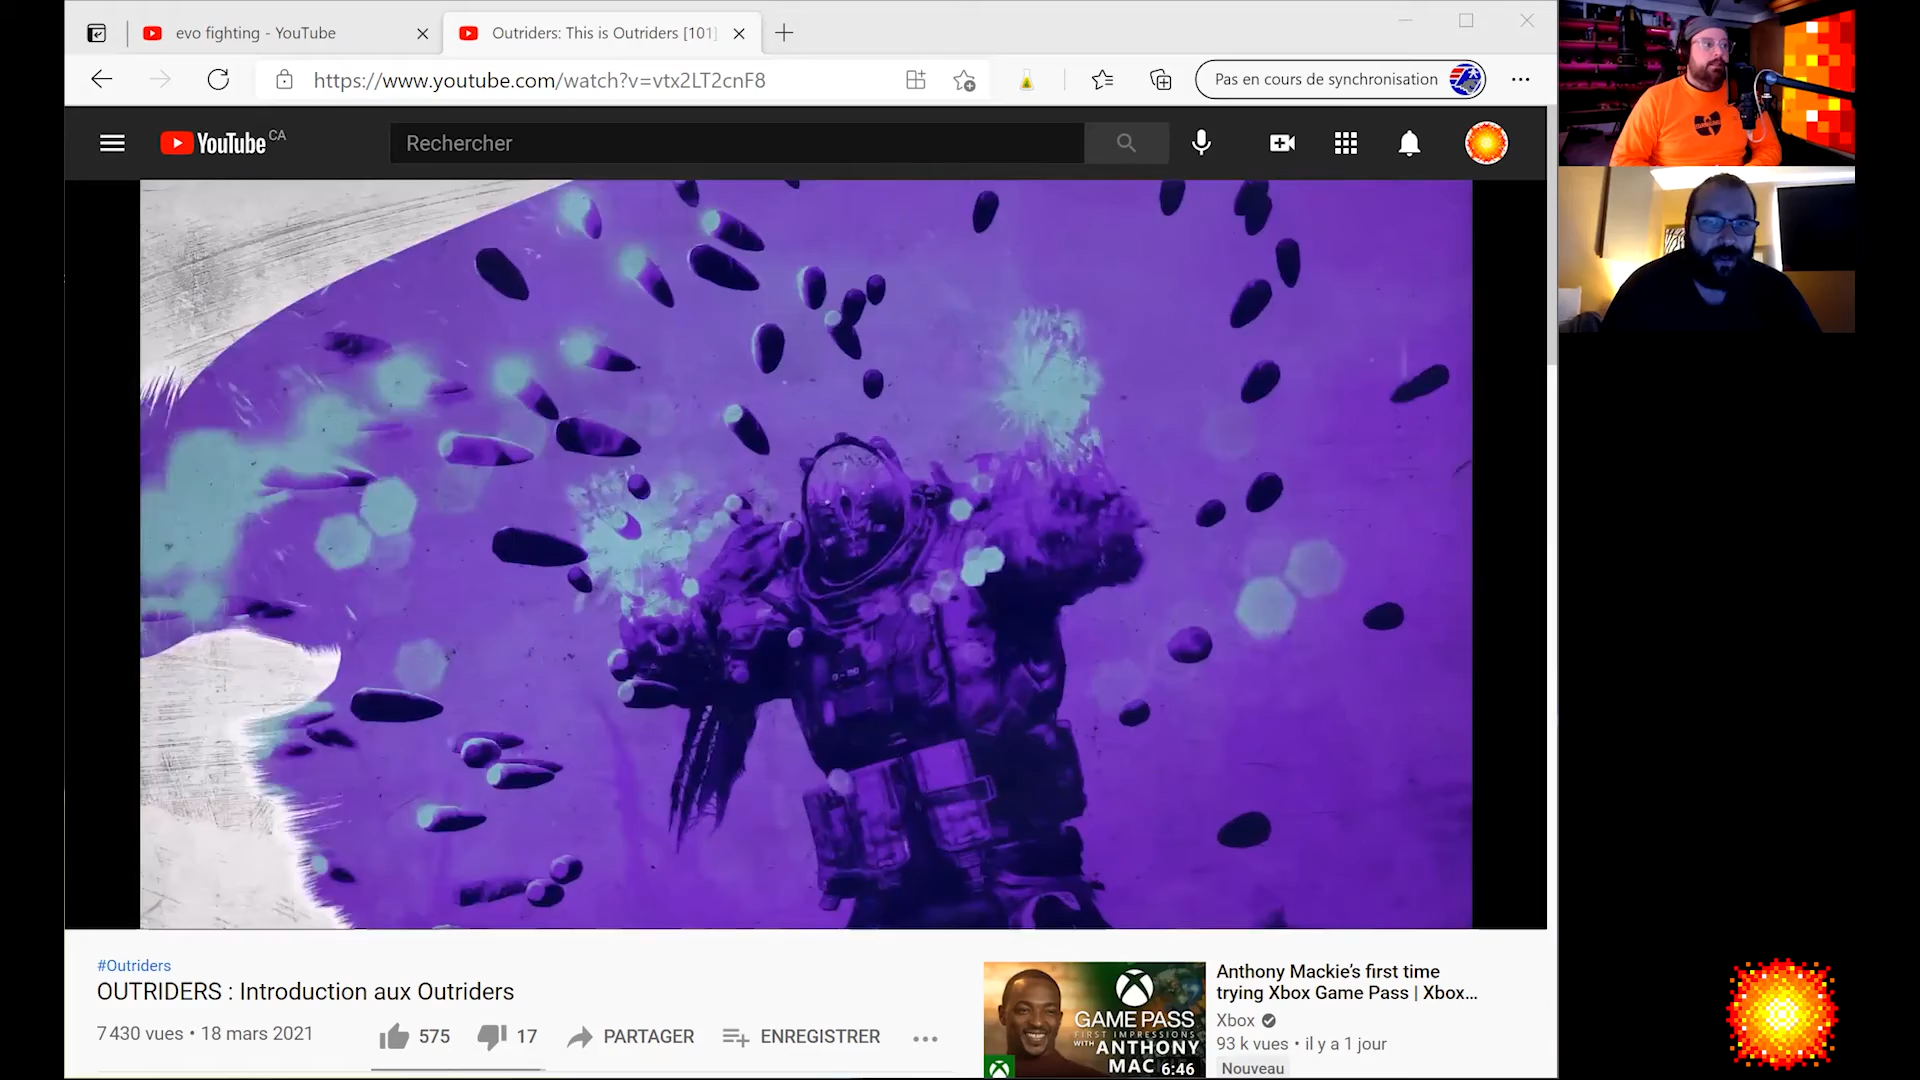 evo fighting - YouTube
Outriders: This is Outriders [101]
https://www.youtube.com/watch?v=vtx2LT2cnF8
Pas en cours de synchronisation
YouTube CA
Rechercher
#Outriders
OUTRIDERS : Introduction aux Outriders
7 430 vues • 18 mars 2021
575
17
PARTAGER
ENREGISTRER
GAME PASS
FIRST IMPRESSIONS
WITH ANTHONY
MAC
6:46
Anthony Mackie's first time
trying Xbox Game Pass | Xbox...
Xbox
93 k vues • il y a 1 jour
Nouveau